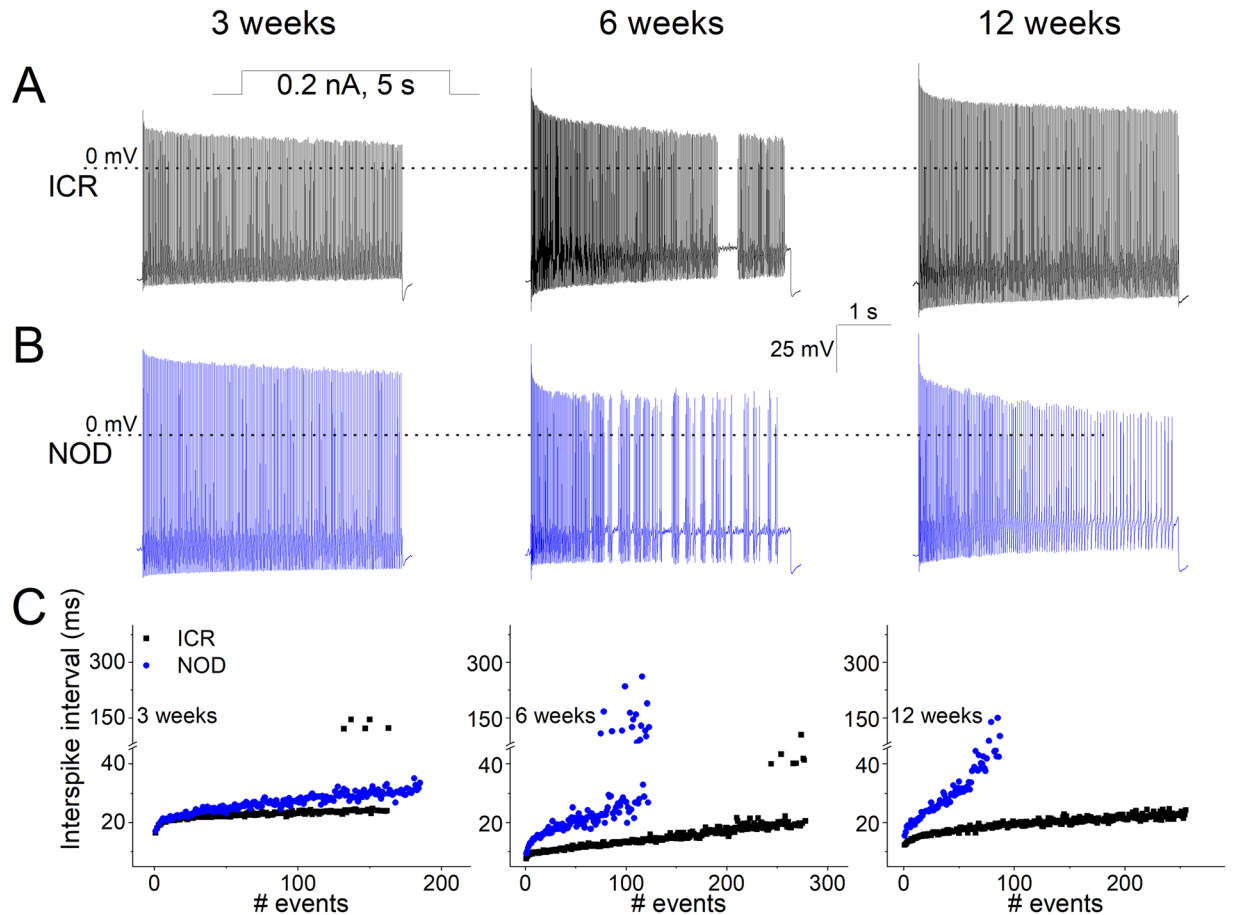 3 weeks 6 weeks 12 weeks
A
0.2 nA, 5 s
0 mV
ICR
1 s
25 mV
B
0 mV
NOD
C
Interspike interval (ms)
ICR
NOD
300
150
40
20
3 weeks
0 100 200
# events
300
150
40
20
6 weeks
0 100 200 300
# events
300
150
40
20
12 weeks
0 100 200
# events